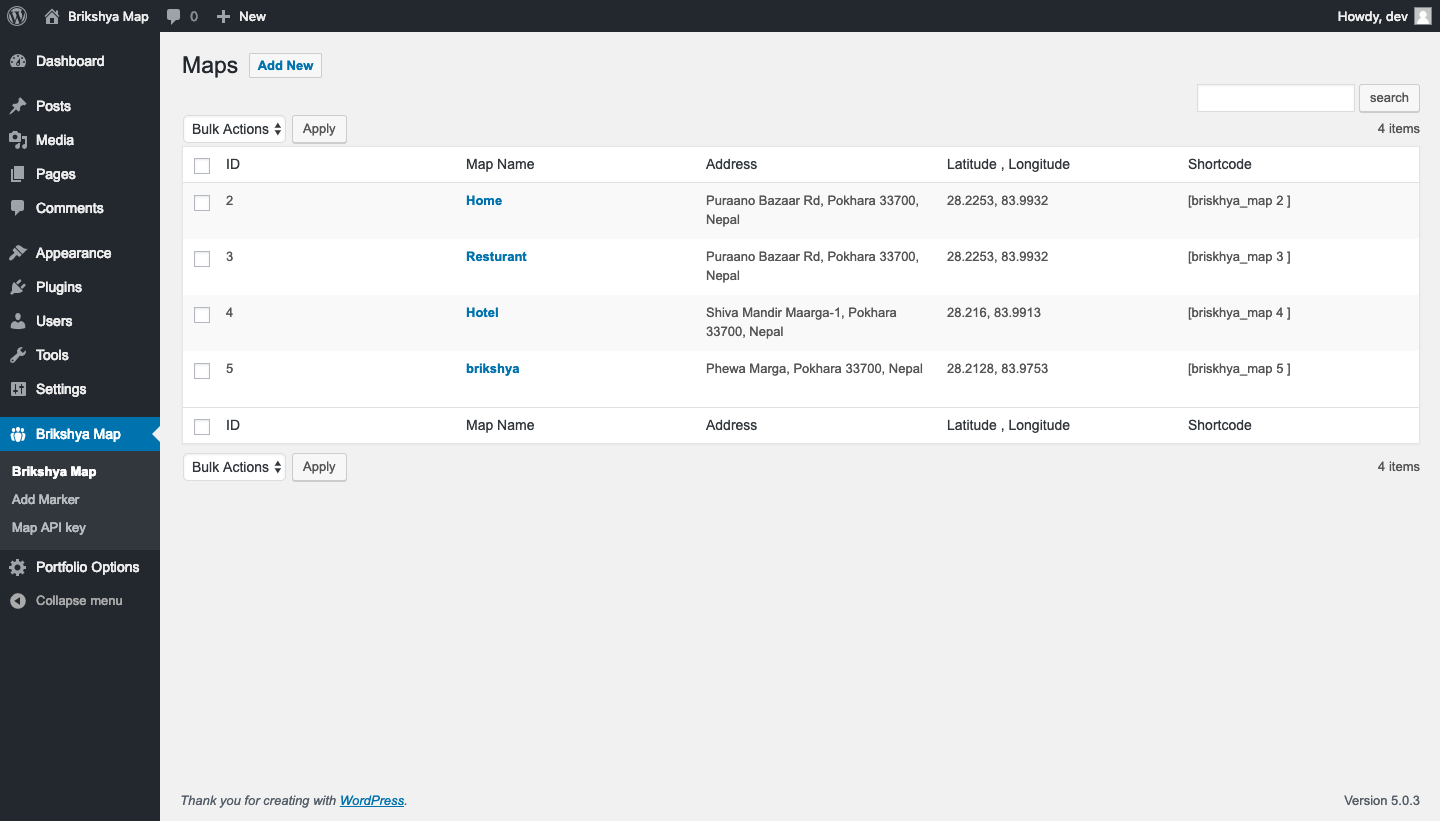 Brikshya Map 0 New Howdy, dev
Dashboard
Posts
Media
Pages
Comments
Appearance
Plugins
Users
Tools
Settings
Brikshya Map
Brikshya Map
Add Marker
Map API key
Portfolio Options
Collapse menu
Maps Add New
search
Bulk Actions Apply 4 items
ID Map Name Address Latitude , Longitude Shortcode
2 Home Puraano Bazaar Rd, Pokhara 33700, 28.2253, 83.9932 [briskhya_map 2 ]
Nepal
3 Resturant Puraano Bazaar Rd, Pokhara 33700, 28.2253, 83.9932 [briskhya_map 3 ]
Nepal
4 Hotel Shiva Mandir Maarga-1, Pokhara 28.216, 83.9913 [briskhya_map 4 ]
33700, Nepal
5 brikshya Phewa Marga, Pokhara 33700, Nepal 28.2128, 83.9753 [briskhya_map 5 ]
ID Map Name Address Latitude , Longitude Shortcode
Bulk Actions Apply 4 items
Thank you for creating with WordPress. Version 5.0.3